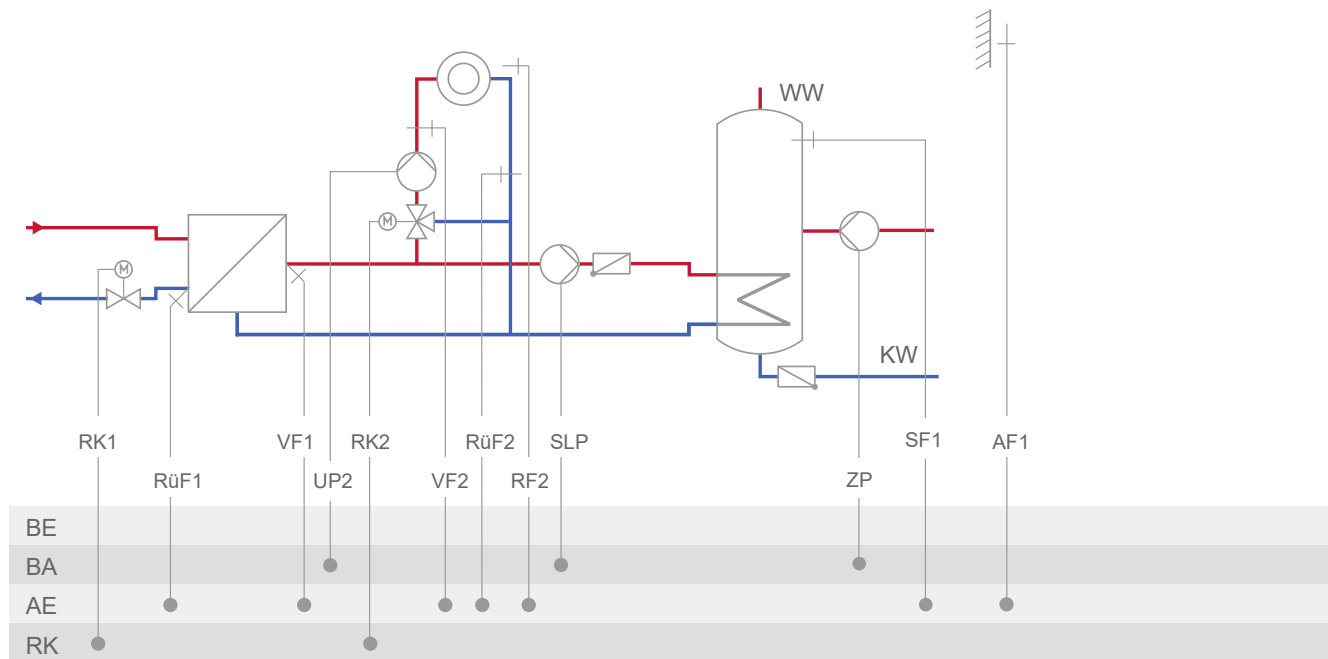 WW
M
M
KW
RK1 VF1 RK2 RüF2 SLP SF1 AF1
RüF1 UP2 VF2 RF2 ZP
BE
BA
AE
RK